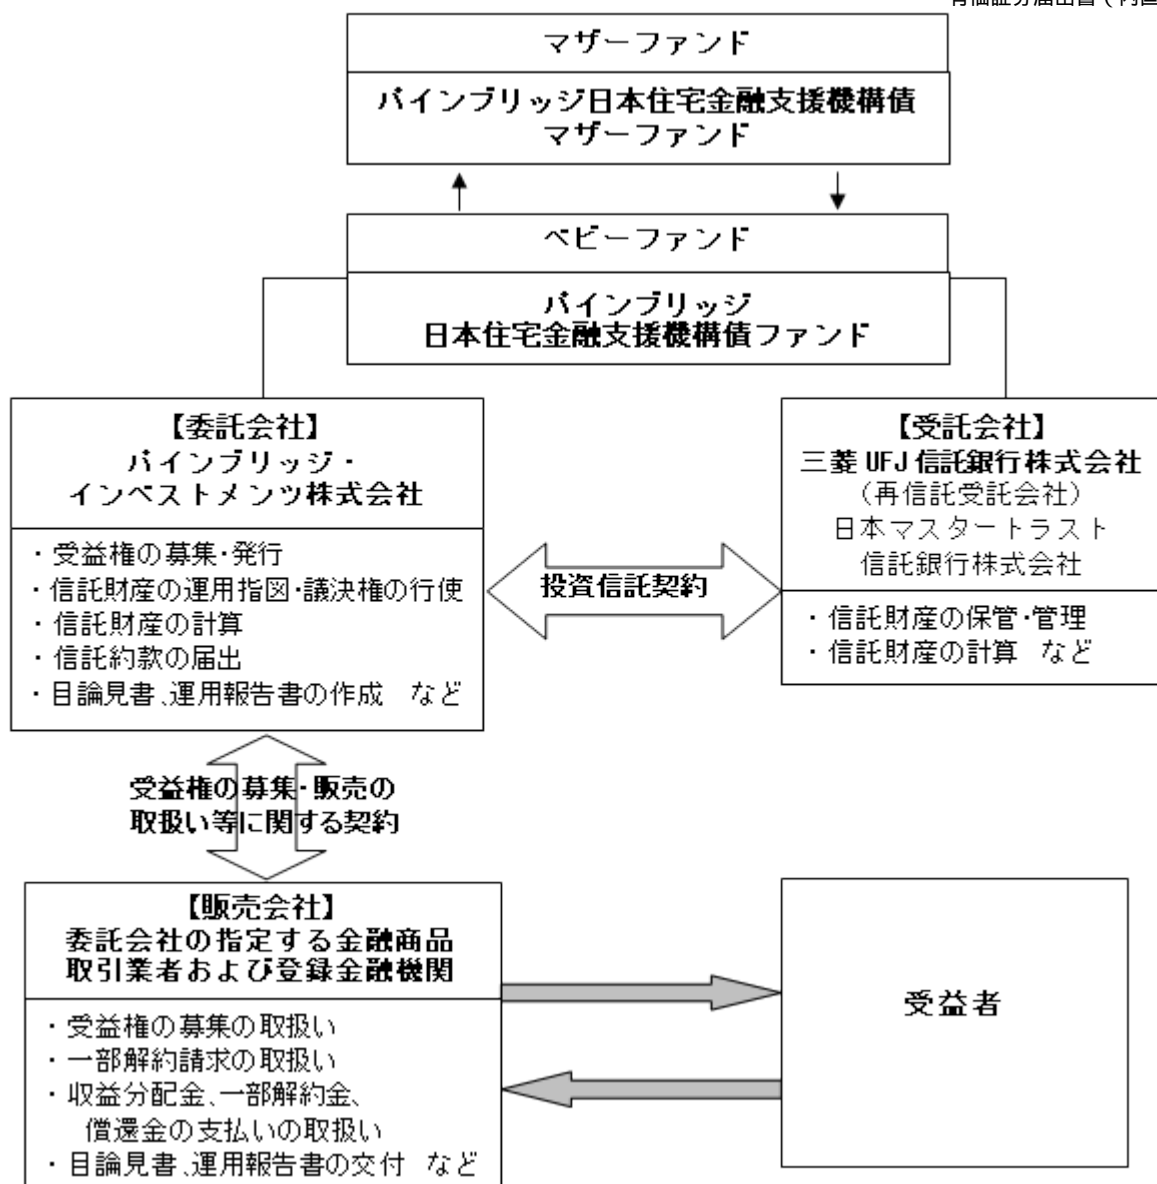 マザーファンド
パインブリッジ日本住宅金融支援機構債
マザーファンド
ベビーファンド
パインブリッジ
日本住宅金融支援機構債ファンド
【委託会社】
パインブリッジ・
インベストメンツ株式会社
・受益権の募集・発行
・信託財産の運用指図・議決権の行使
・信託財産の計算
・信託約款の届出
・目論見書、運用報告書の作成 など
投資信託契約
【受託会社】
三菱 UFJ 信託銀行株式会社
(再信託受託会社)
日本マスタートラスト
信託銀行株式会社
・信託財産の保管・管理
・信託財産の計算 など
受益権の募集・販売の
取扱い等に関する契約
【販売会社】
委託会社の指定する金融商品
取引業者および登録金融機関
・受益権の募集の取扱い
・一部解約請求の取扱い
・収益分配金、一部解約金、
償還金の支払いの取扱い
・目論見書、運用報告書の交付 など
受益者